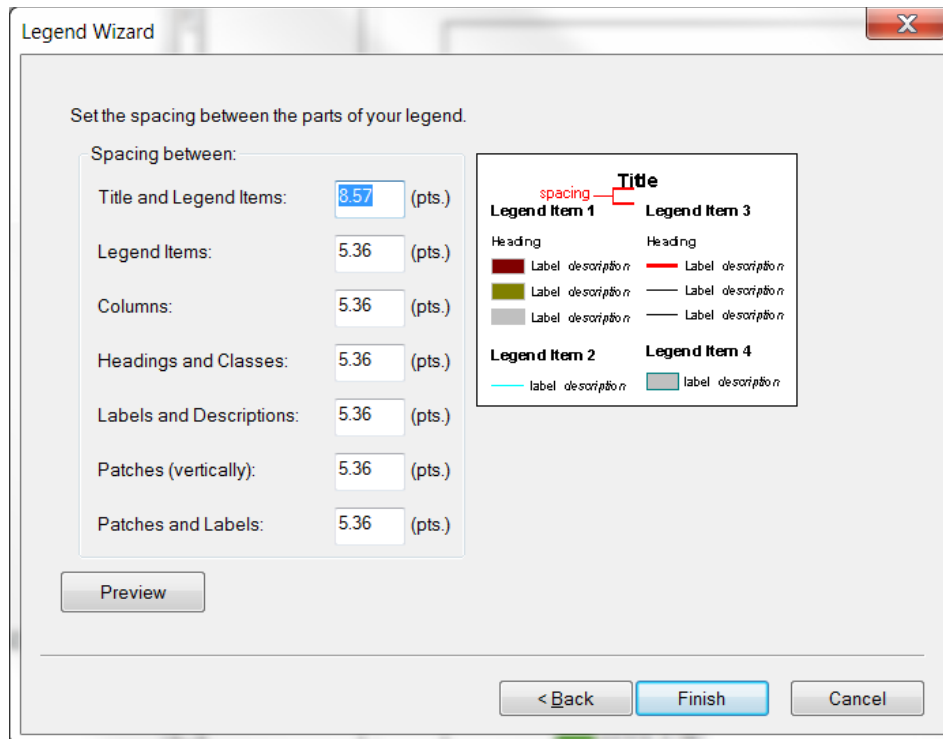 Legend Wizard
Set the spacing between the parts of your legend.
Spacing between:
Title and Legend Items: 8.57 (pts.)
Legend Items: 5.36 (pts.)
Columns: 5.36 (pts.)
Headings and Classes: 5.36 (pts.)
Labels and Descriptions: 5.36 (pts.)
Patches (vertically): 5.36 (pts.)
Patches and Labels: 5.36 (pts.)
Preview
Title
spacing
Legend Item 1 Legend Item 3
Heading Heading
Label description Label description
Label description Label description
Label description Label description
Legend Item 2 Legend Item 4
label description label description
< Back Finish Cancel